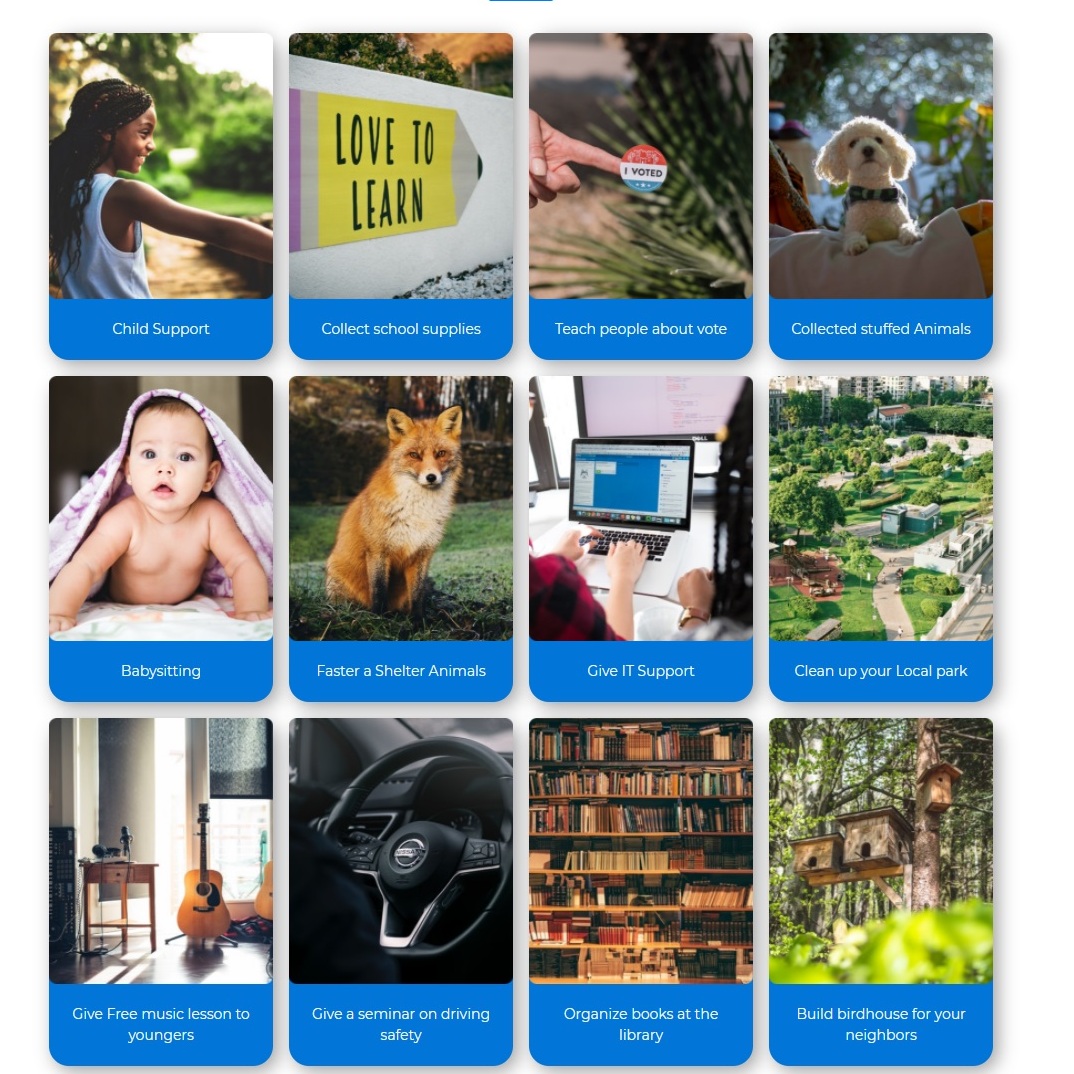 LOVE TO
LEARN
I VOTED
Child Support
Collect school supplies
Teach people about vote
Collected stuffed Animals
DELL
Babysitting
Faster a Shelter Animals
Give IT Support
Clean up your Local park
NISSAN
Give Free music lesson to
youngers
Give a seminar on driving
safety
Organize books at the
library
Build birdhouse for your
neighbors